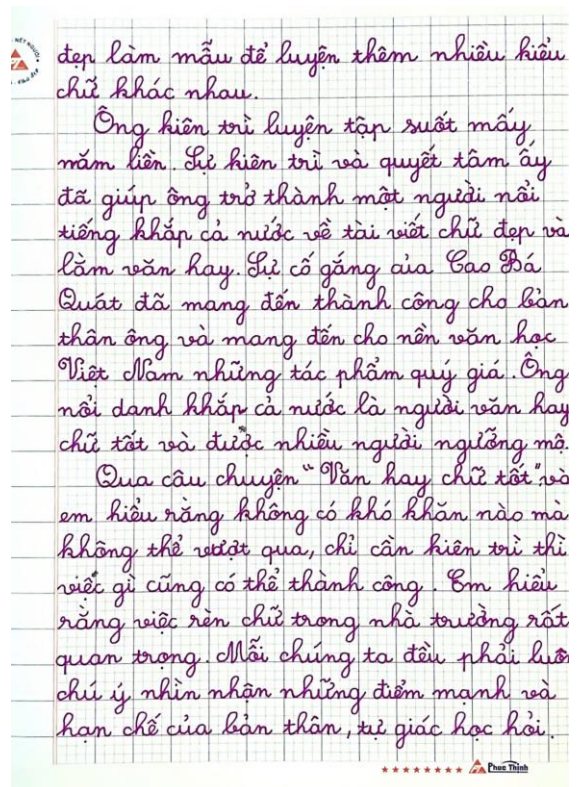 đẹp làm mẫu để luyện thêm nhiều kiểu
chữ khác nhau.
Ông kiên trì luyện tập suốt mấy
năm liền. Sự kiên trì và quyết tâm ấy
đã giúp ông trở thành một người nổi
tiếng khắp cả nước về tài viết chữ đẹp và
làm văn hay. Sự cố gắng của Cao Bá
Quát đã mang đến thành công cho bản
thân ông và mang đến cho nền văn học
Việt Nam những tác phẩm quý giá. Ông
nổi danh khắp cả nước là người văn hay
chữ tốt và được nhiều người ngưỡng mộ.
Qua câu chuyện "Văn hay chữ tốt" và
em hiểu rằng không có khó khăn nào mà
không thể vượt qua, chỉ cần kiên trì thì
việc gì cũng có thể thành công. Em hiểu
rằng việc rèn chữ trong nhà trường rất
quan trọng. Mỗi chúng ta đều phải luôn
chú ý nhìn nhận những điểm mạnh và
hạn chế của bản thân, tự giác học hỏi.
Phuc Thinh